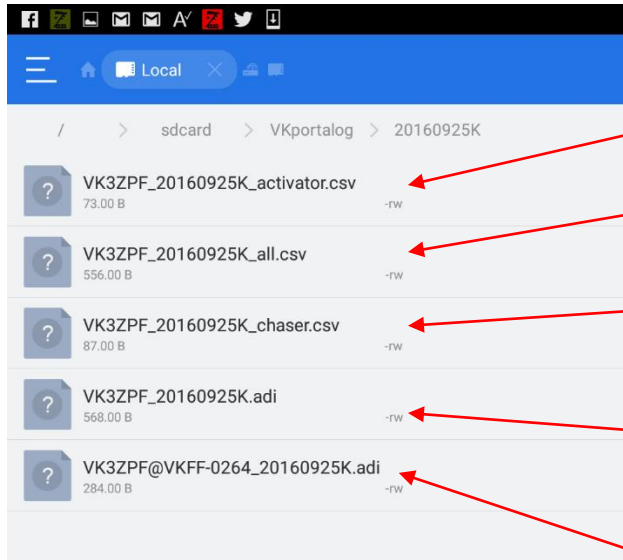 Local
/ > sdcard > VKportalog > 20160925K
VK3ZPF_20160925K_activator.csv
73.00 B -rw
VK3ZPF_20160925K_all.csv
556.00 B -rw
VK3ZPF_20160925K_chaser.csv
87.00 B -rw
VK3ZPF_20160925K.adi
568.00 B -rw
VK3ZPF@VKFF-0264_20160925K.adi
284.00 B -rw